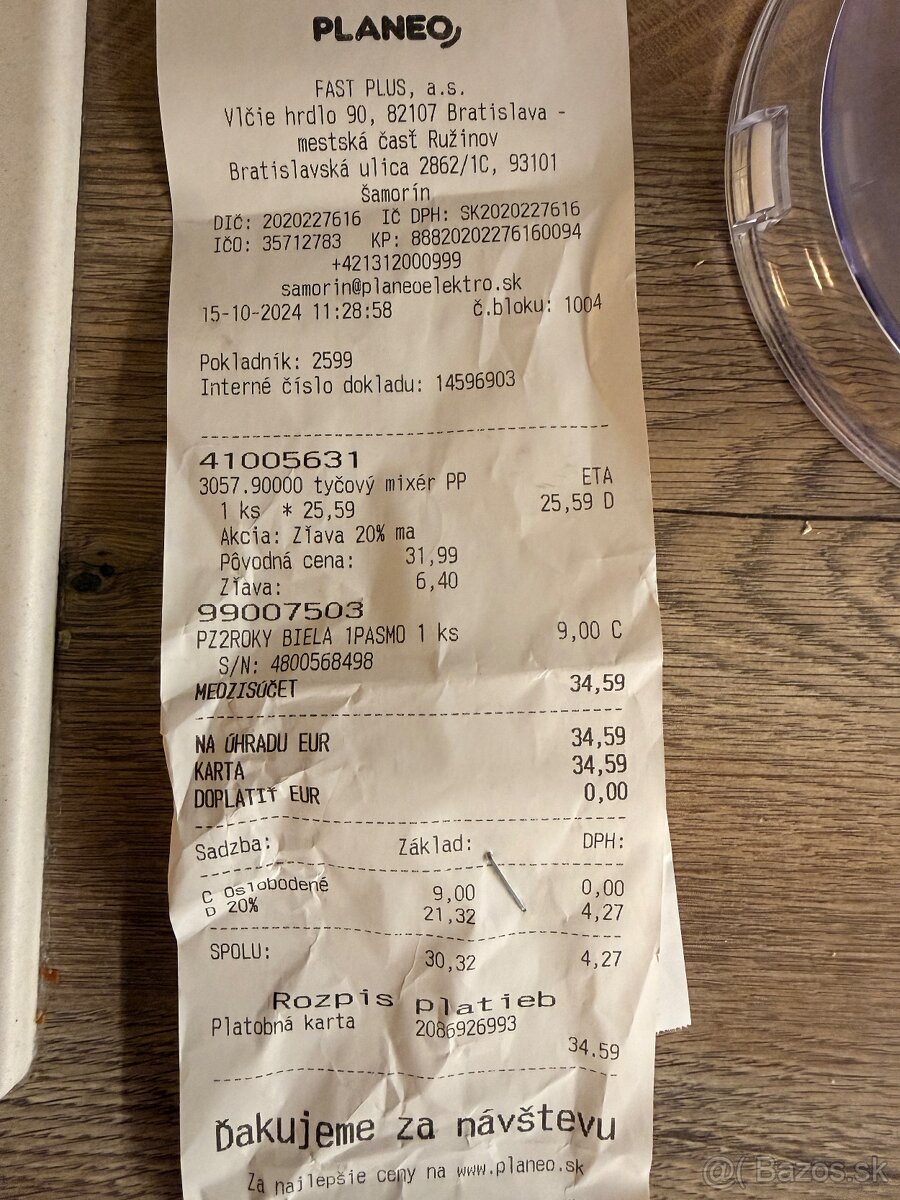 PLANEO
FAST PLUS, a.s.
Vlčie hrdlo 90, 82107 Bratislava -
mestská časť Ružinov
Bratislavská ulica 2862/1C, 93101
Šamorín
DIČ: 2020227616 IČ DPH: SK2020227616
IČO: 35712783 KP: 88820202276160094
+421312000999
samorin@planeoelektro.sk
15-10-2024 11:28:58 č.bloku: 1004
Pokladník: 2599
Interné číslo dokladu: 14596903
41005631
3057.90000 tyčový mixér PP ETA
1 ks * 25,59 25,59 D
Akcia: Zľava 20% ma
Pôvodná cena: 31,99
Zľava: 6,40
99007503
PZ2ROKY BIELA 1PASMO 1 ks 9,00 C
S/N: 4800568498
MEDZISÚČET 34,59
NA ÚHRADU EUR 34,59
KARTA 34,59
DOPLATIŤ EUR 0,00
Sadzba: Základ: DPH:
C Oslobodené 9,00 0,00
D 20% 21,32 4,27
SPOLU: 30,32 4,27
Rozpis platieb
Platobná karta 2086926993
34.59
Ďakujeme za návštevu
Za najlepšie ceny na www.planeo.sk
@( Bazos.sk